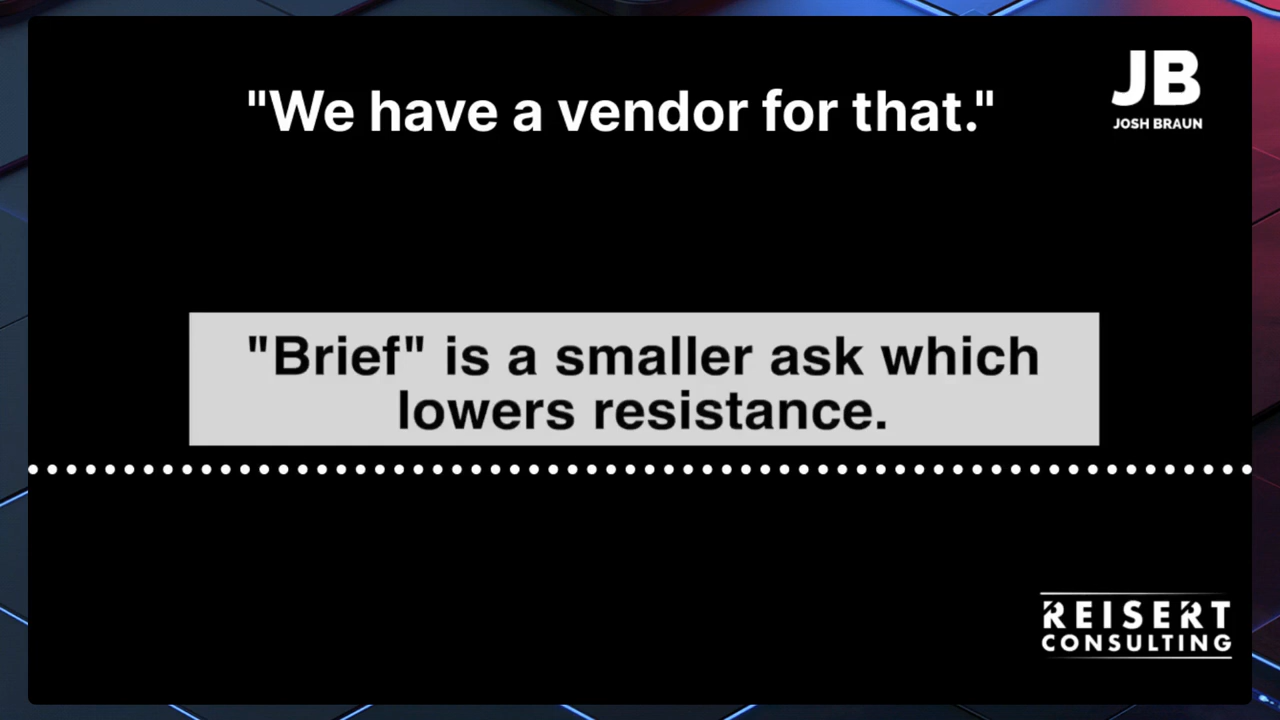 "We have a vendor for that."
JB
JOSH BRAUN
"Brief" is a smaller ask which
lowers resistance.
REISERT
CONSULTING